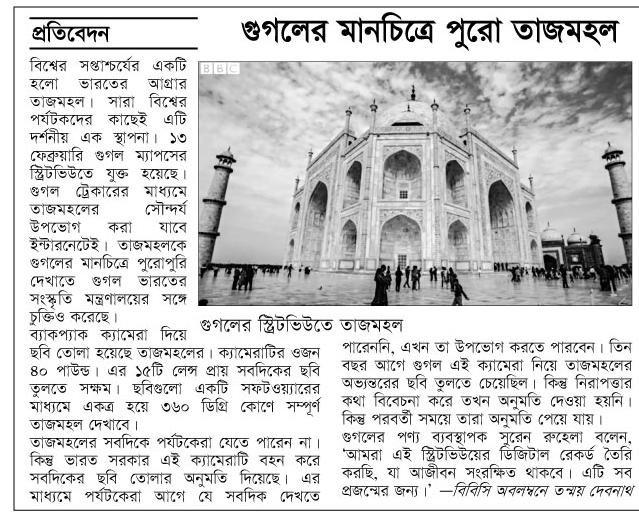 প্রতিবেদন
গুগলের মানচিত্রে পুরো তাজমহল
বিশ্বের সপ্তাশ্চর্যের একটি
হলো ভারতের আগ্রার
তাজমহল। সারা বিশ্বের
পর্যটকদের কাছেই এটি
দর্শনীয় এক স্থাপনা। ১৩
ফেব্রুয়ারি গুগল ম্যাপসের
স্ট্রিটভিউতে যুক্ত হয়েছে।
গুগল ট্রেকারের মাধ্যমে
তাজমহলের সৌন্দর্য
উপভোগ করা যাবে
ইন্টারনেটেই। তাজমহলকে
গুগলের মানচিত্রে পুরোপুরি
দেখাতে গুগল ভারতের
সংস্কৃতি মন্ত্রণালয়ের সঙ্গে
চুক্তিও করেছে।
ব্যাকপ্যাক ক্যামেরা দিয়ে
ছবি তোলা হয়েছে তাজমহলের। ক্যামেরাটির ওজন
৪০ পাউন্ড। এর ১৫টি লেন্স প্রায় সবদিকের ছবি
তুলতে সক্ষম। ছবিগুলো একটি সফটওয়্যারের
মাধ্যমে একত্র হয়ে ৩৬০ ডিগ্রি কোণে সম্পূর্ণ
তাজমহল দেখাবে।
তাজমহলের সবদিকে পর্যটকেরা যেতে পারেন না।
কিন্তু ভারত সরকার এই ক্যামেরাটি বহন করে
সবদিকের ছবি তোলার অনুমতি দিয়েছে। এর
মাধ্যমে পর্যটকেরা আগে যে সবদিক দেখতে
BBC
গুগলের স্ট্রিটভিউতে তাজমহল
পারেননি, এখন তা উপভোগ করতে পারবেন। তিন
বছর আগে গুগল এই ক্যামেরা নিয়ে তাজমহলের
অভ্যন্তরের ছবি তুলতে চেয়েছিল। কিন্তু নিরাপত্তার
কথা বিবেচনা করে তখন অনুমতি দেওয়া হয়নি।
কিন্তু পরবর্তী সময়ে তারা অনুমতি পেয়ে যায়।
গুগলের পণ্য ব্যবস্থাপক সুরেন রুহেলা বলেন,
‘আমরা এই স্ট্রিটভিউয়ের ডিজিটাল রেকর্ড তৈরি
করছি, যা আজীবন সংরক্ষিত থাকবে। এটি সব
প্রজন্মের জন্য।’ —বিবিসি অবলম্বনে তন্ময় দেবনাথ